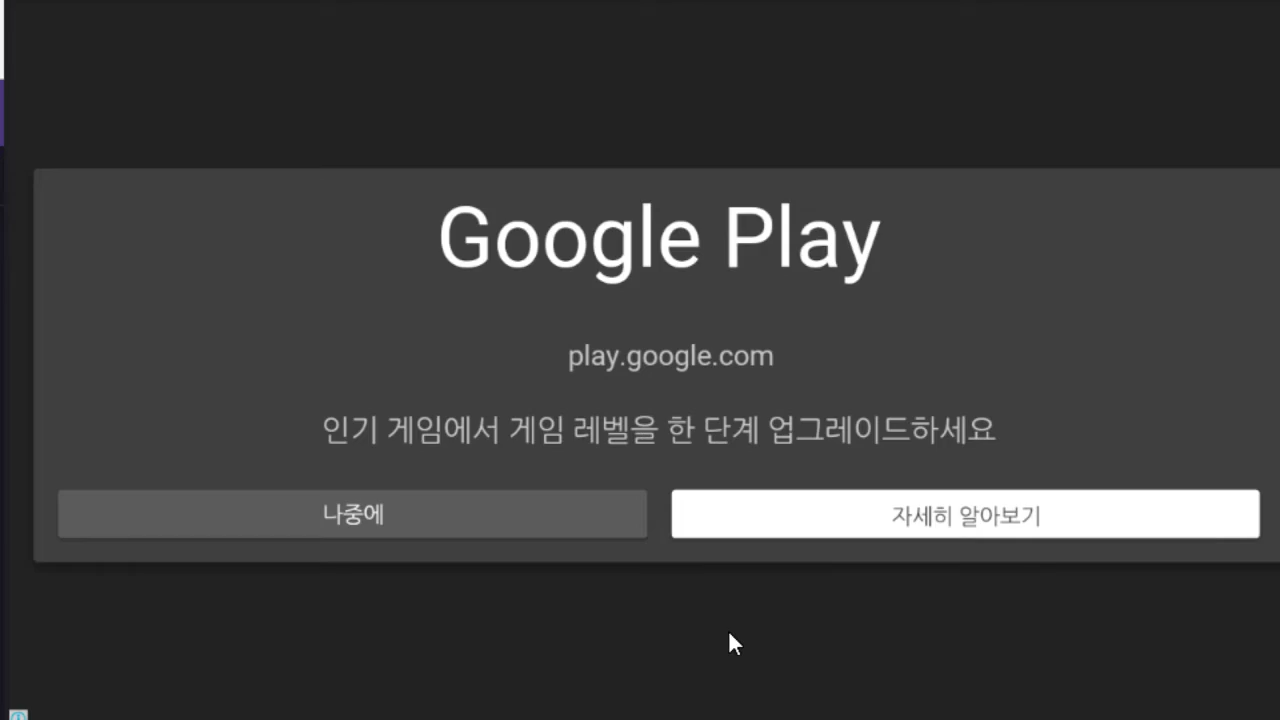 Google Play
play.google.com
인기 게임에서 게임 레벨을 한 단계 업그레이드하세요
나중에
자세히 알아보기